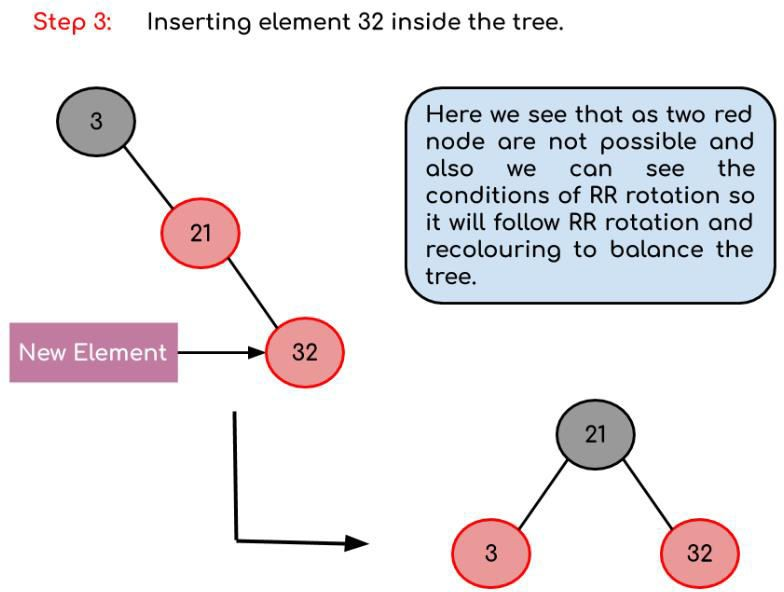 Step 3: Inserting element 32 inside the tree.
3
Here we see that as two red
node are not possible and
also we can see the
conditions of RR rotation so
it will follow RR rotation and
recolouring to balance the
tree.
21
New Element
32
21
3
32